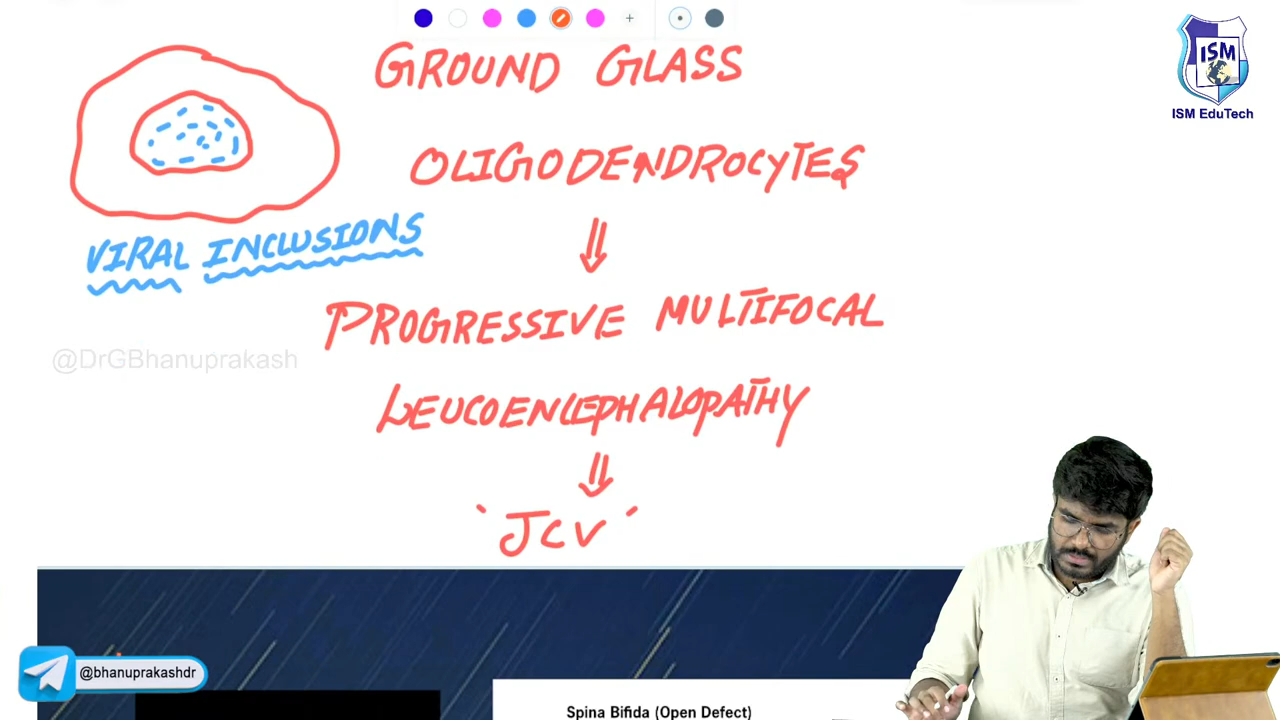 GROUND GLASS
ISM
ISM EduTech
OLIGODENDROCYTES
VIRAL INCLUSIONS
PROGRESSIVE MULTIFOCAL
@DrGBhanuprakash
LEUCOENCEPHALOPATHY
'JCV'
@bhanuprakashdr
Spina Bifida (Open Defect)